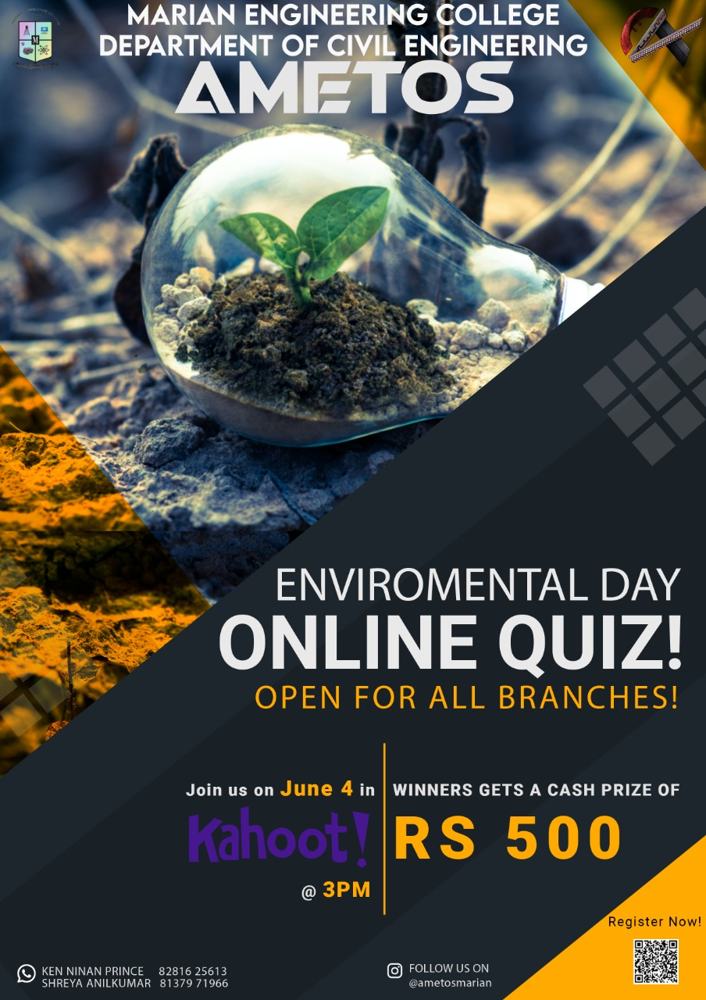 MARIAN ENGINEERING COLLEGE
DEPARTMENT OF CIVIL ENGINEERING
AMETOS
ENVIROMENTAL DAY
ONLINE QUIZ!
OPEN FOR ALL BRANCHES!
Join us on June 4 in
Kahoot!
@ 3PM
WINNERS GETS A CASH PRIZE OF
RS 500
Register Now!
KEN NINAN PRINCE 82816 25613
SHREYA ANILKUMAR 81379 71966
FOLLOW US ON
@ametosmarian